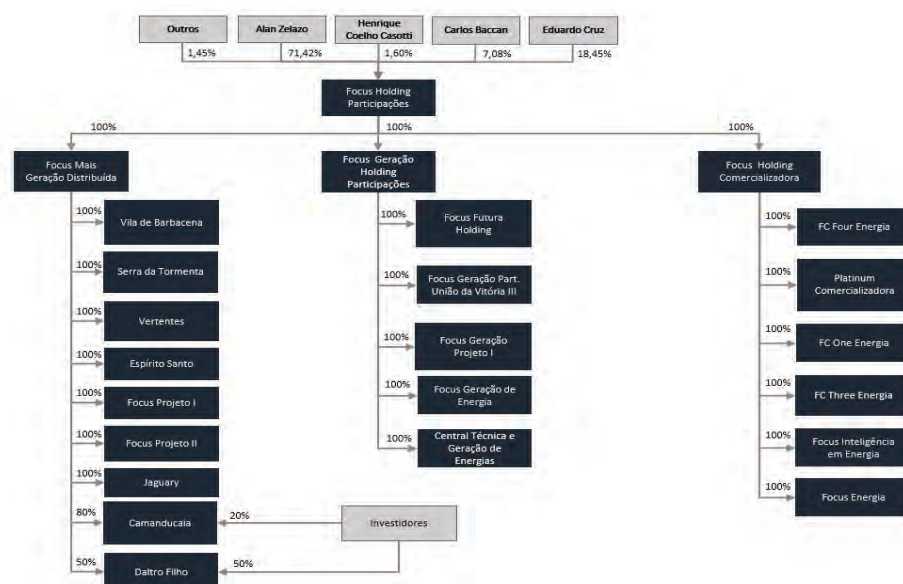 Outros
Alan Zelazo
Henrique
Coelho Casotti
Carlos Baccan
Eduardo Cruz
1,45%
71,42%
1,60%
7,08%
18,45%
Focus Holding
Participações
100%
100%
100%
Focus Mais
Geração Distribuída
Focus Geração
Holding
Participações
Focus Holding
Comercializadora
100%
Vila de Barbacena
100%
Serra da Tormenta
100%
Vertentes
100%
Espírito Santo
100%
Focus Projeto I
100%
Focus Projeto II
100%
Jaguary
80%
Camanducaia
20%
50%
Daltro Filho
50%
Investidores
100%
Focus Futura
Holding
100%
Focus Geração Part.
União da Vitória III
100%
Focus Geração
Projeto I
100%
Focus Geração de
Energia
100%
Central Técnica e
Geração de
Energias
100%
FC Four Energia
100%
Platinum
Comercializadora
100%
FC One Energia
100%
FC Three Energia
100%
Focus Inteligência
em Energia
100%
Focus Energia